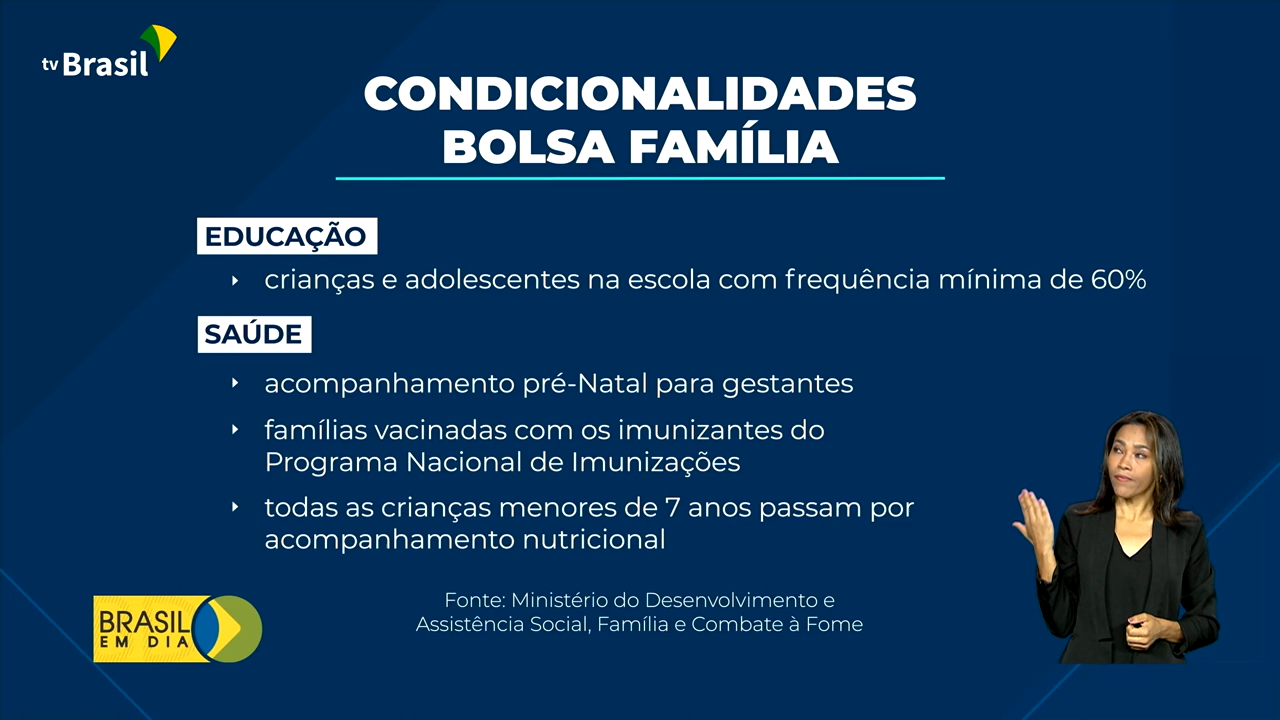 tv Brasil
CONDICIONALIDADES
BOLSA FAMÍLIA
EDUCAÇÃO
crianças e adolescentes na escola com frequência mínima de 60%
SAÚDE
acompanhamento pré-Natal para gestantes
famílias vacinadas com os imunizantes do
Programa Nacional de Imunizações
todas as crianças menores de 7 anos passam por
acompanhamento nutricional
Fonte: Ministério do Desenvolvimento e
Assistência Social, Família e Combate à Fome
BRASIL
EM DIA